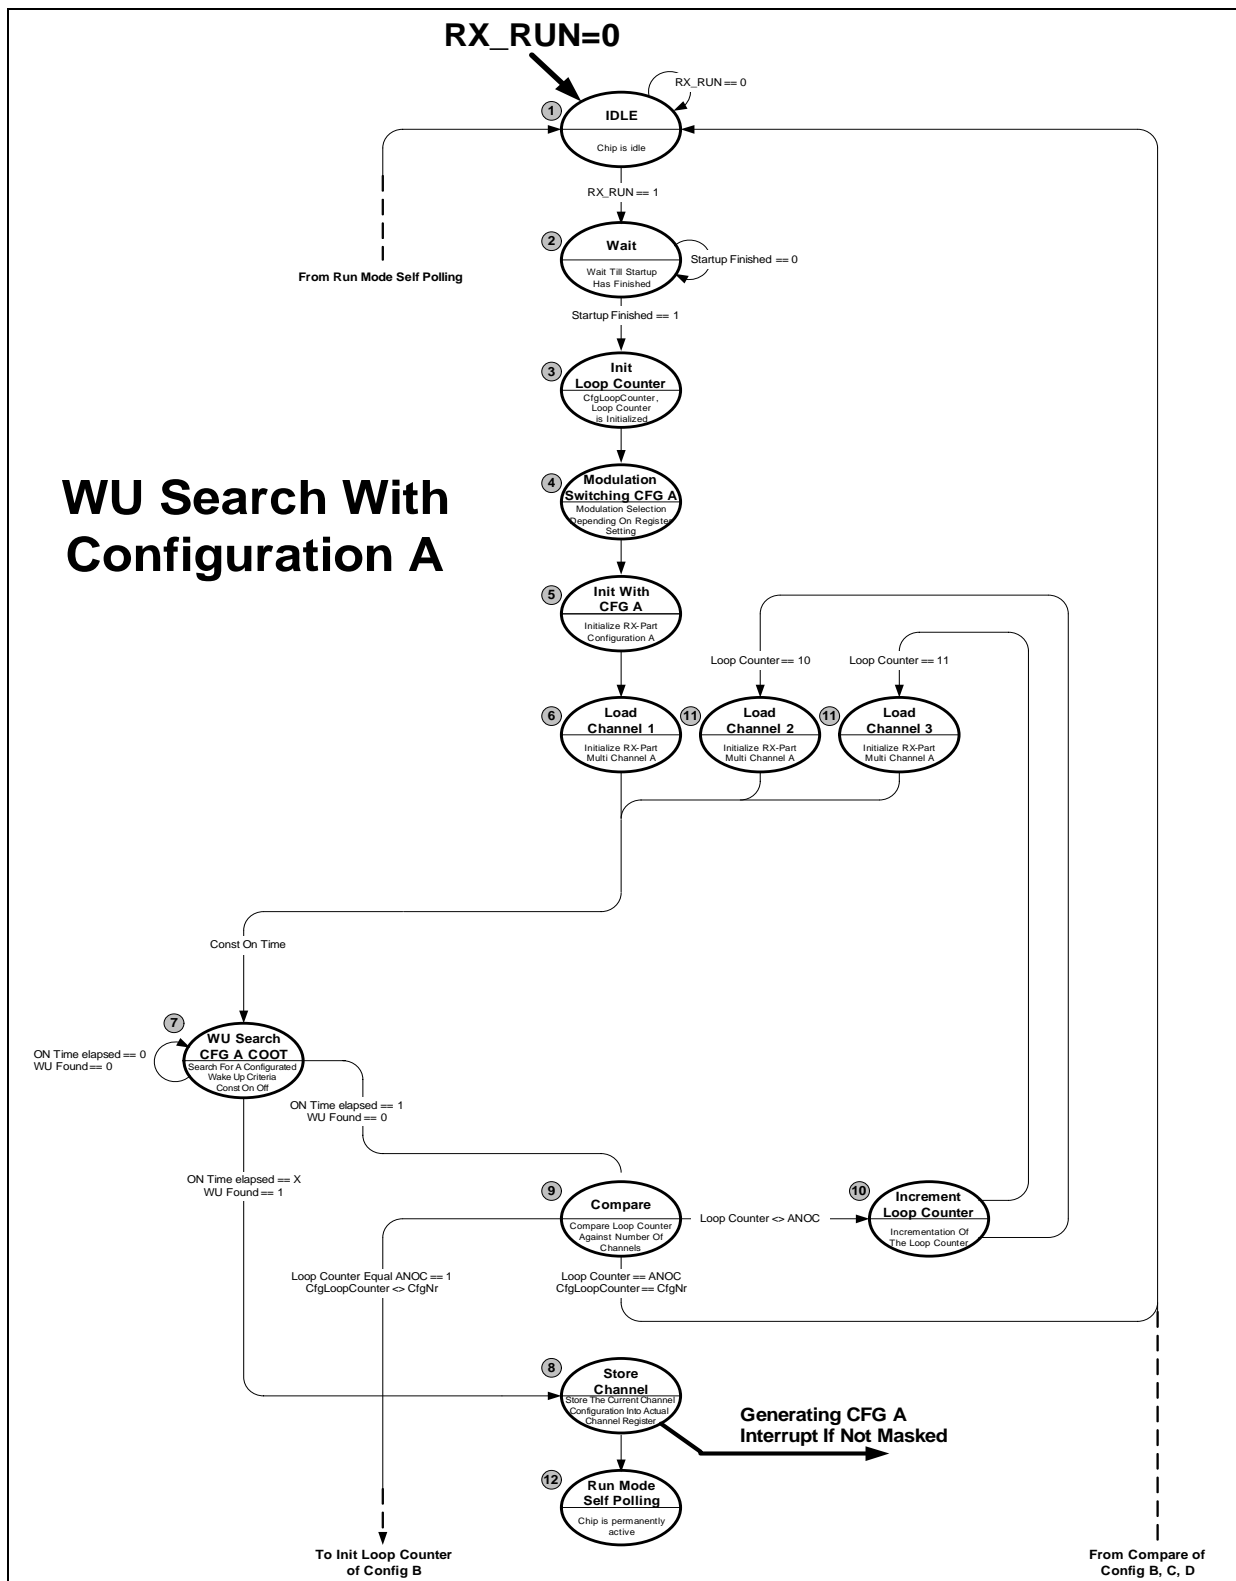 RX_RUN=0
RX_RUN == 0
1
IDLE
Chip is idle
RX_RUN == 1
2
Wait
Startup Finished == 0
Wait Till Startup
Has Finished
From Run Mode Self Polling
Startup Finished == 1
3
Init
Loop Counter
CfgLoopCounter,
Loop Counter
is Initialized
WU Search With
Configuration A
4
Modulation
Switching CFG A
Modulation Selection
Depending On Register
Setting
5
Init With
CFG A
Initialize RX-Part
Configuration A
Loop Counter == 10
Loop Counter == 11
6
Load
Channel 1
Initialize RX-Part
Multi Channel A
11
Load
Channel 2
Initialize RX-Part
Multi Channel A
11
Load
Channel 3
Initialize RX-Part
Multi Channel A
Const On Time
7
WU Search
CFG A COOT
Search For A Configurated
Wake Up Criteria
Const On Off
ON Time elapsed == 0
WU Found == 0
ON Time elapsed == 1
WU Found == 0
ON Time elapsed == X
WU Found == 1
9
Compare
Compare Loop Counter
Against Number Of
Channels
Loop Counter <> ANOC
10
Increment
Loop Counter
Incrementation Of
The Loop Counter
Loop Counter Equal ANOC == 1
CfgLoopCounter <> CfgNr
Loop Counter == ANOC
CfgLoopCounter == CfgNr
8
Store
Channel
Store The Current Channel
Configuration Into Actual
Channel Register
Generating CFG A
Interrupt If Not Masked
12
Run Mode
Self Polling
Chip is permanently
active
To Init Loop Counter
of Config B
From Compare of
Config B, C, D